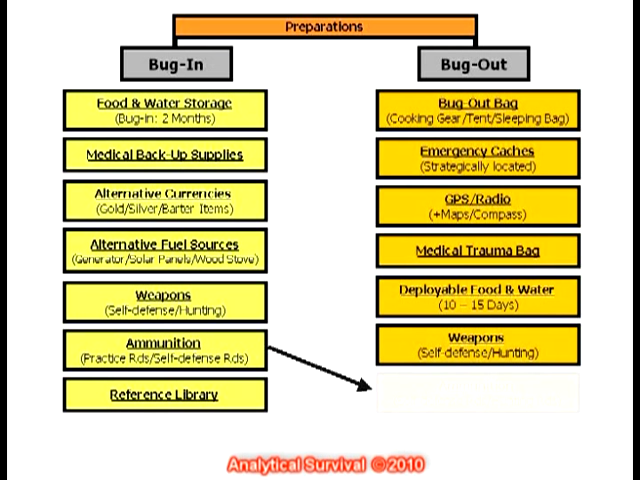 Preparations
Bug-In
Food & Water Storage
(Bug-in: 2 Months)
Medical Back-Up Supplies
Alternative Currencies
(Gold/Silver/Barter Items)
Alternative Fuel Sources
(Generator/Solar Panels/Wood Stove)
Weapons
(Self-defense/Hunting)
Ammunition
(Practice Rds/Self-defense Rds)
Reference Library
Bug-Out
Bug-Out Bag
(Cooking Gear/Tent/Sleeping Bag)
Emergency Caches
(Strategically located)
GPS/Radio
(+Maps/Compass)
Medical Trauma Bag
Deployable Food & Water
(10 – 15 Days)
Weapons
(Self-defense/Hunting)
Analytical Survival ©2010